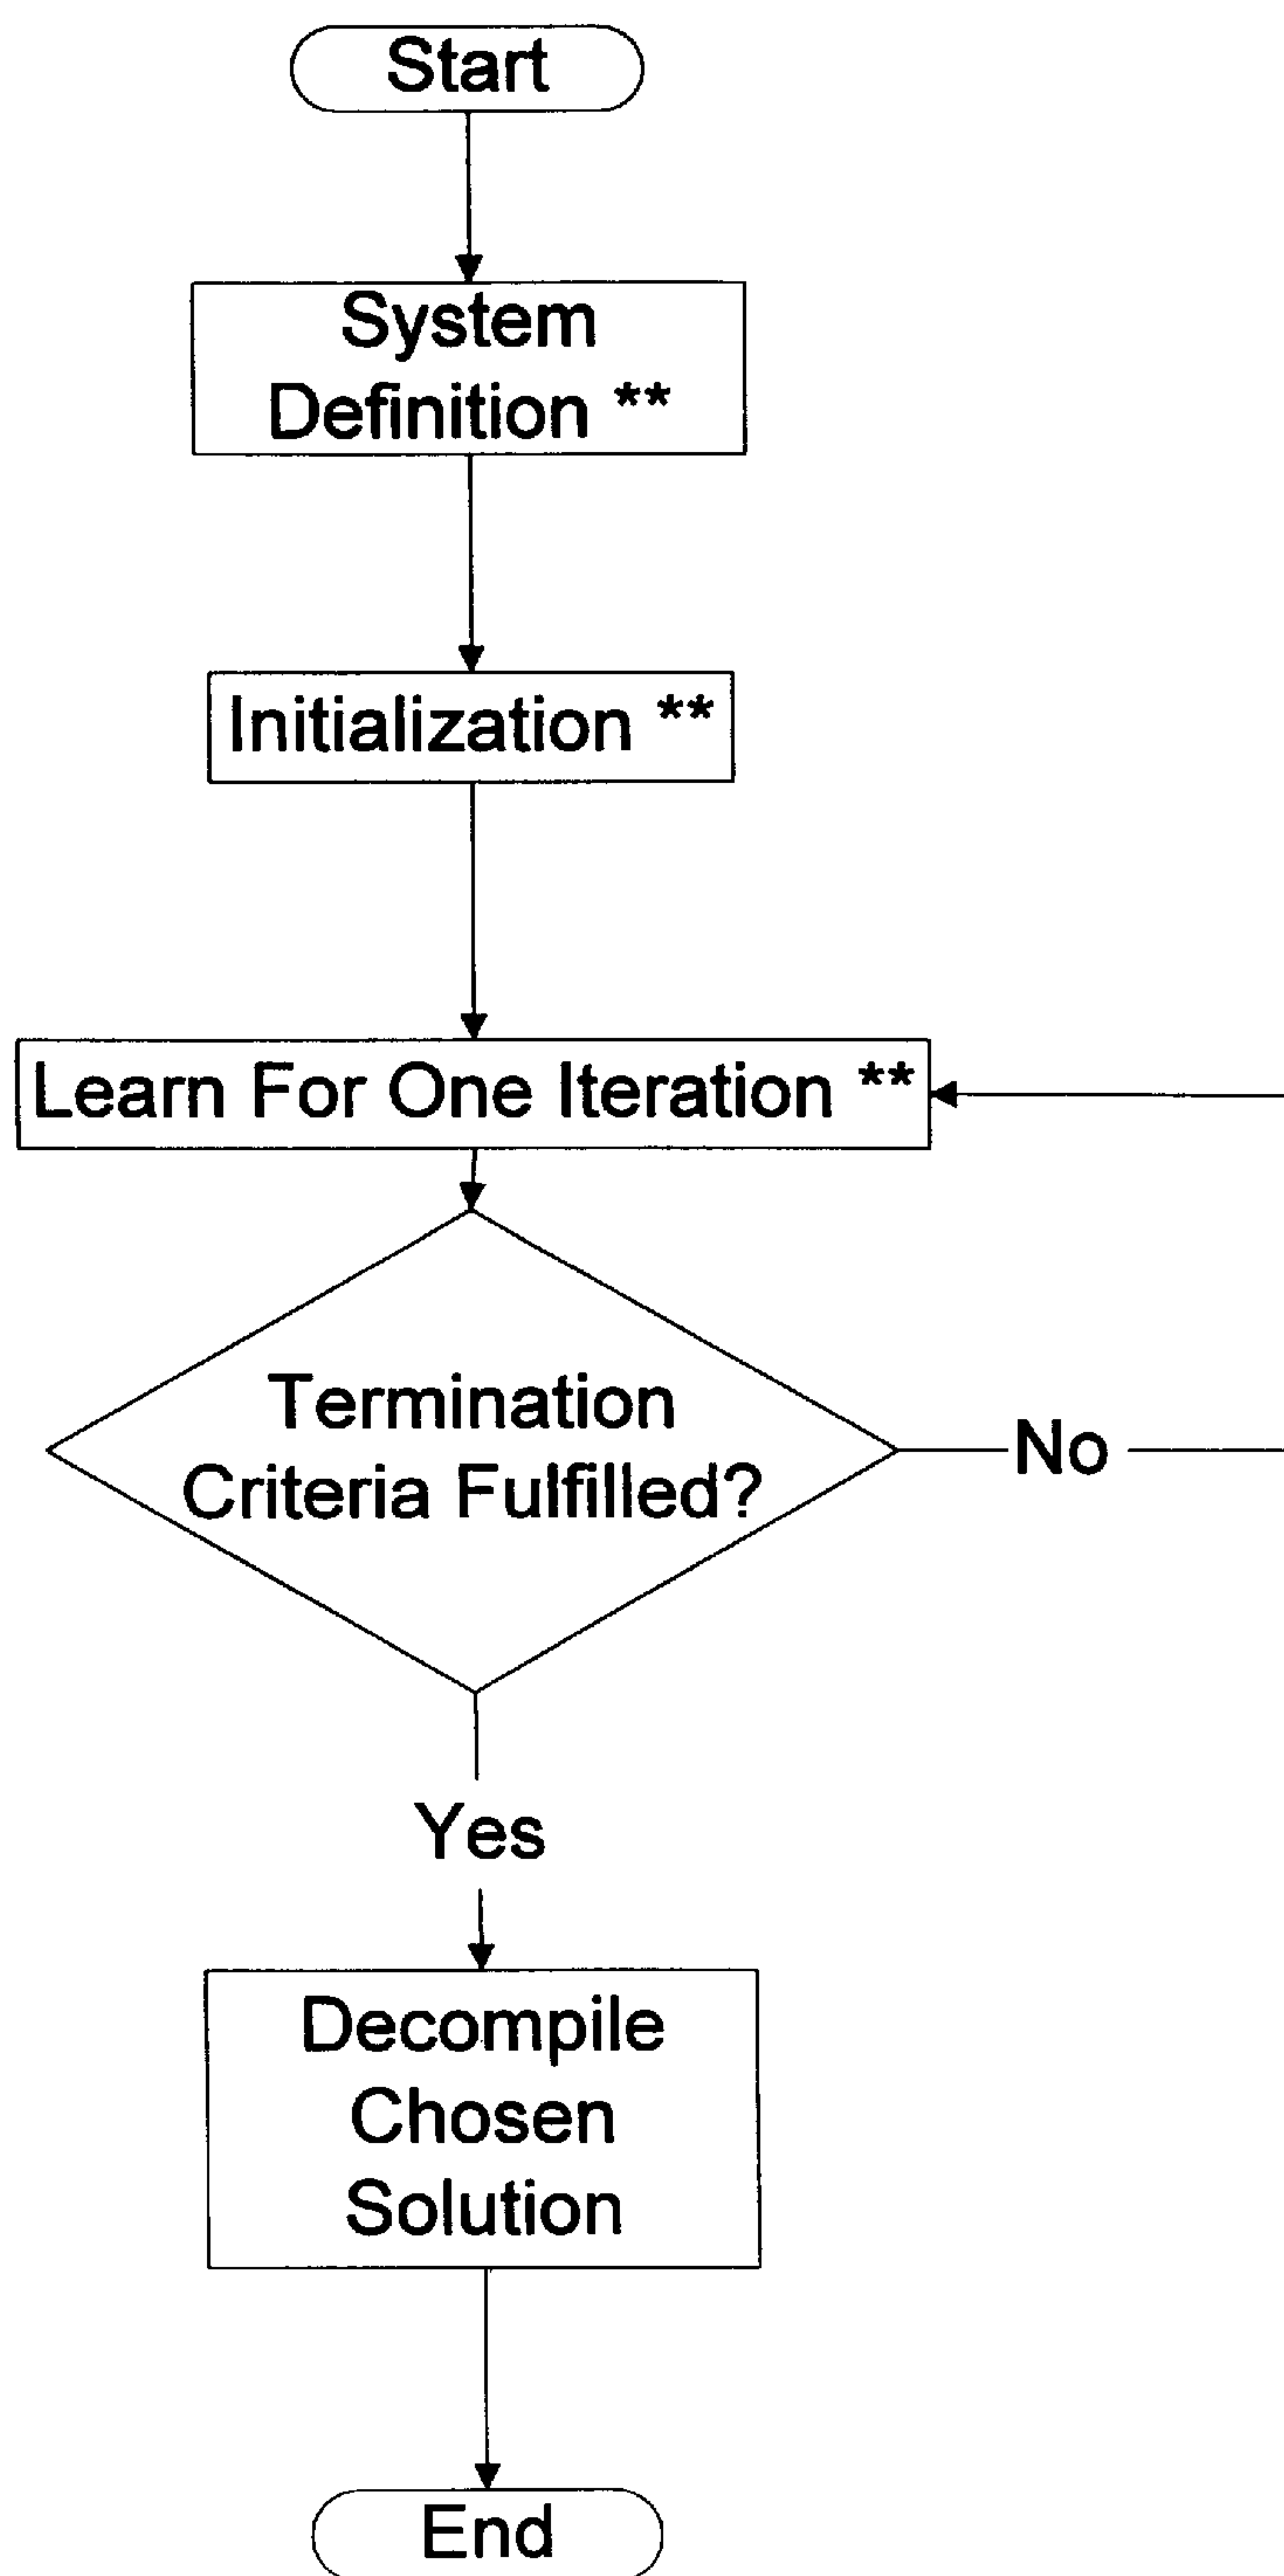 Start
System
Definition **
Initialization **
Learn For One Iteration **
Termination
Criteria Fulfilled?
No
Yes
Decompile
Chosen
Solution
End